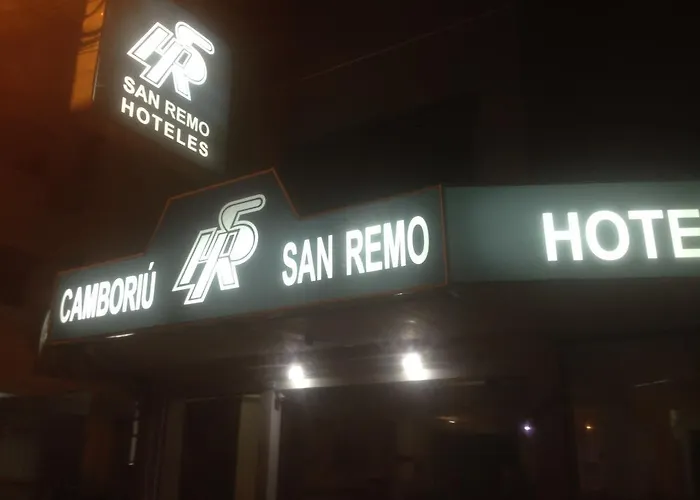 SAN REMO
HOTELES
CAMBORIÚ
SAN REMO
HOTE